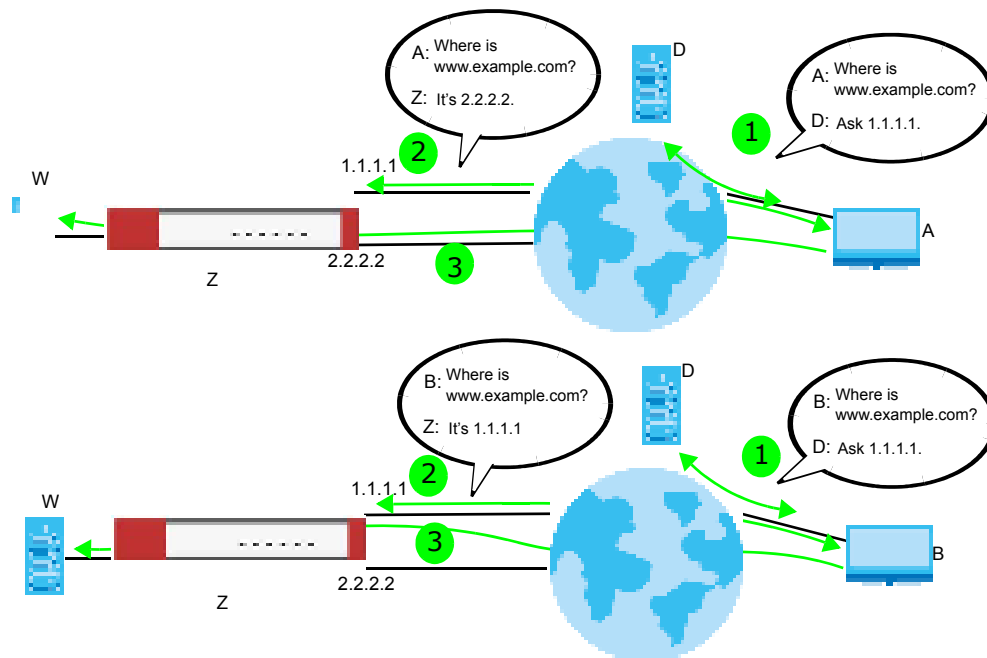 A: Where is
www.example.com?
Z: It's 2.2.2.2.
D
A: Where is
www.example.com?
D: Ask 1.1.1.1.
1
2
1.1.1.1
W
A
3
2.2.2.2
Z
B: Where is
www.example.com?
Z: It's 1.1.1.1
D
B: Where is
www.example.com?
D: Ask 1.1.1.1.
1
2
1.1.1.1
W
3
B
2.2.2.2
Z